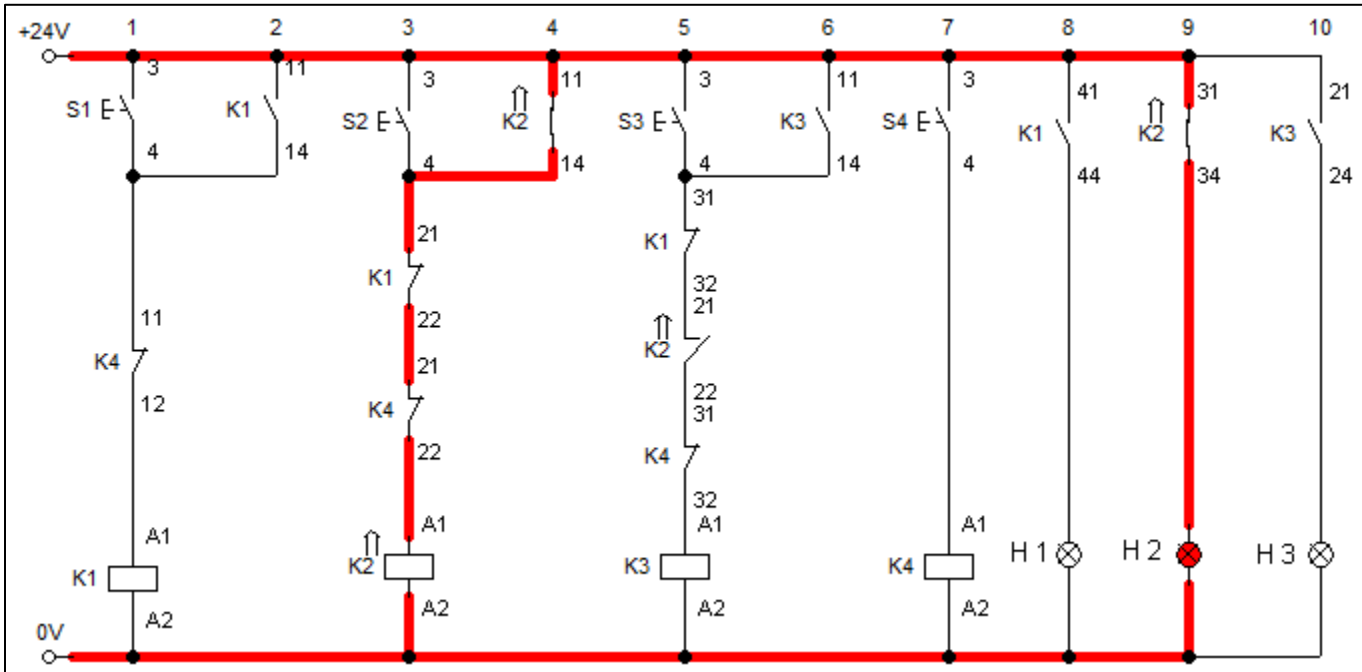 1 2 3 4 5 6 7 8 9 10
+24V
3 11 3 11 3 11 3 41 31 21
S1 K1 S2 K2 S3 K3 S4 K1 K2 K3
4 14 4 14 4 14 4 44 34 24
31
21
K1 K1
32
22 21
11
K2
K4 21
K4 22
12 31
22 K4
32
A1 A1 A1 A1
K1 K2 K3 K4 H 1 H 2 H 3
A2 A2 A2 A2
0V